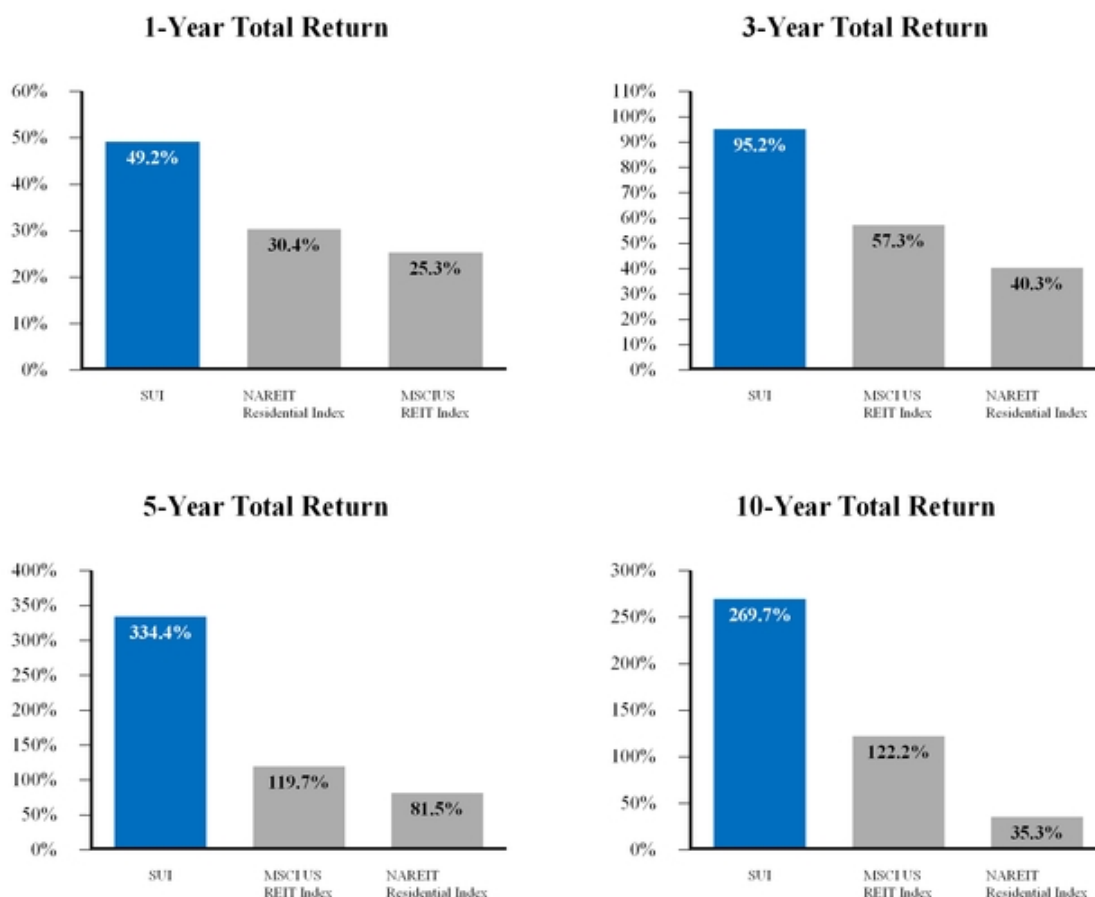 1-Year Total Return
60%
50%
40%
30%
20%
10%
0%
49.2%
30.4%
25.3%
SUI
NAREIT
Residential Index
MSCI US
REIT Index
3-Year Total Return
110%
100%
90%
80%
70%
60%
50%
40%
30%
20%
10%
0%
95.2%
57.3%
40.3%
SUI
MSCI US
REIT Index
NAREIT
Residential Index
5-Year Total Return
400%
350%
300%
250%
200%
150%
100%
50%
0%
334.4%
119.7%
81.5%
SUI
MSCI US
REIT Index
NAREIT
Residential Index
10-Year Total Return
300%
250%
200%
150%
100%
50%
0%
269.7%
122.2%
35.3%
SUI
MSCI US
REIT Index
NAREIT
Residential Index